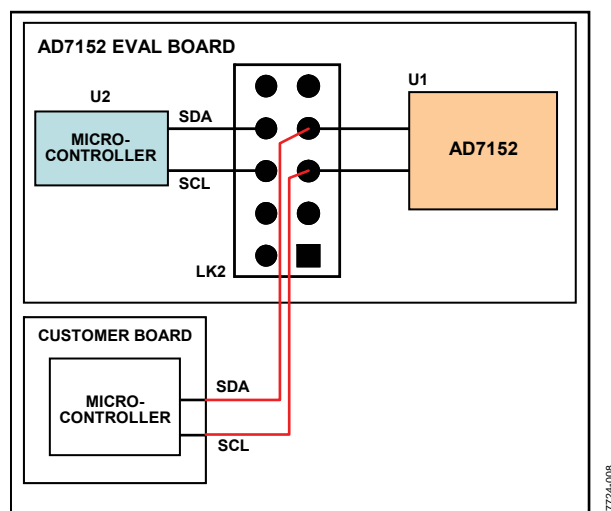 AD7152 EVAL BOARD
U2
U1
SDA
MICRO-
CONTROLLER
AD7152
SCL
LK2
CUSTOMER BOARD
MICRO-
CONTROLLER
SDA
SCL